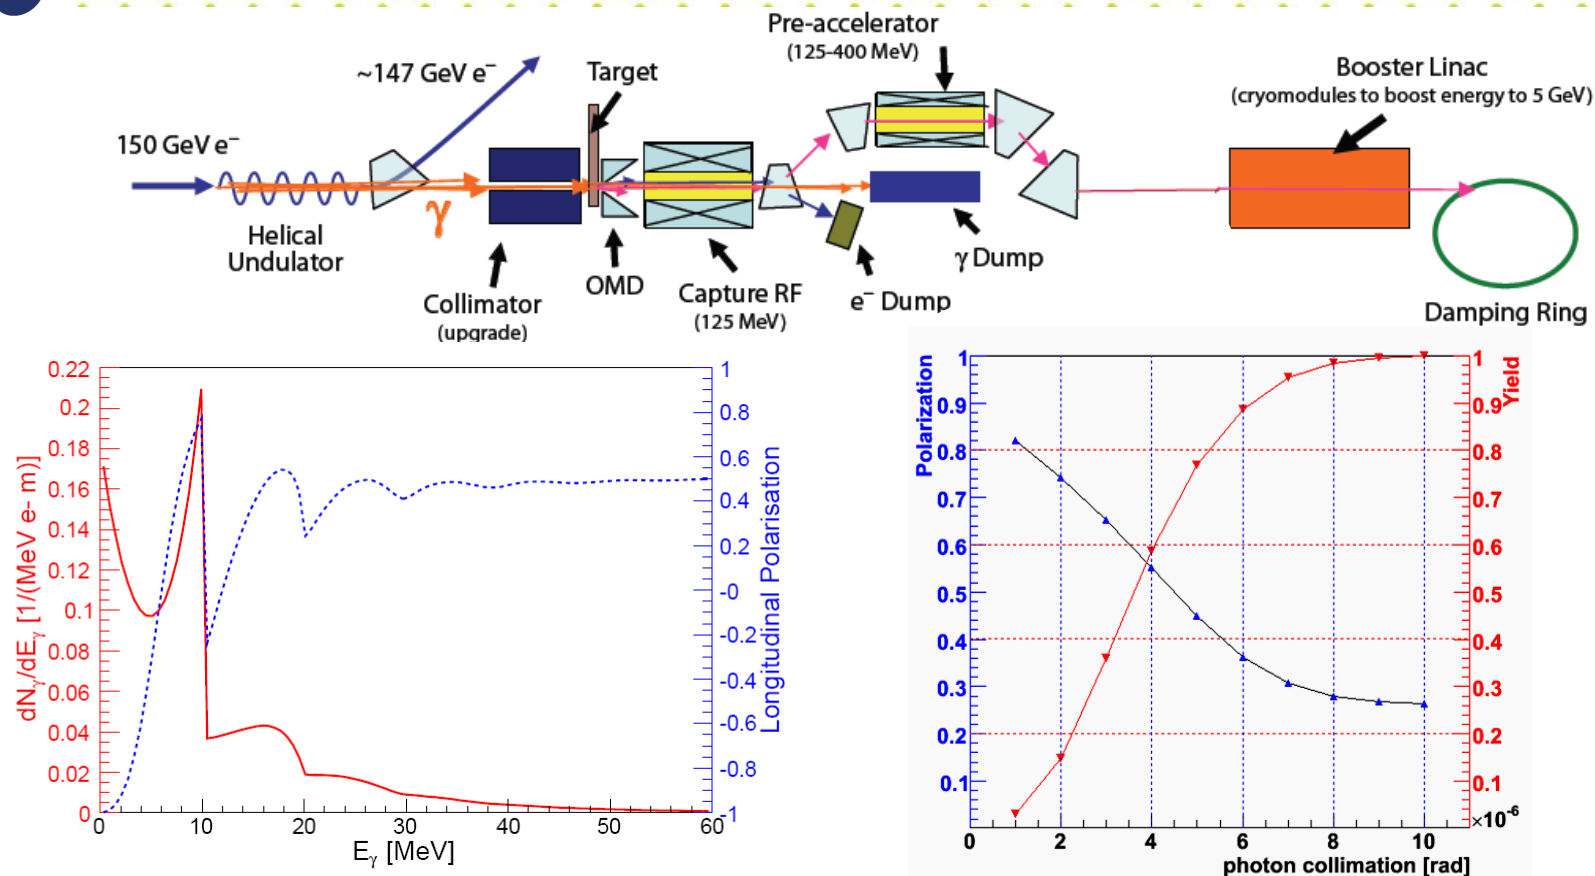 Pre-accelerator
(125-400 MeV)
~147 GeV e⁻
Target
Booster Linac
(cryomodules to boost energy to 5 GeV)
150 GeV e⁻
γ
Helical
Undulator
Collimator
(upgrade)
OMD
Capture RF
(125 MeV)
e⁻ Dump
γ Dump
Damping Ring
0.22
0.2
0.18
0.16
0.14
0.12
0.1
0.08
0.06
0.04
0.02
0
dNγ/dEγ [1/(MeV e- m)]
1
0.8
0.6
0.4
0.2
-0
-0.2
-0.4
-0.6
-0.8
-1
Longitudinal Polarisation
0 10 20 30 40 50 60
Eγ [MeV]
Polarization
1
0.9
0.8
0.7
0.6
0.5
0.4
0.3
0.2
0.1
Yield
1
0.9
0.8
0.7
0.6
0.5
0.4
0.3
0.2
0.1
×10⁻⁶
0 2 4 6 8 10
photon collimation [rad]